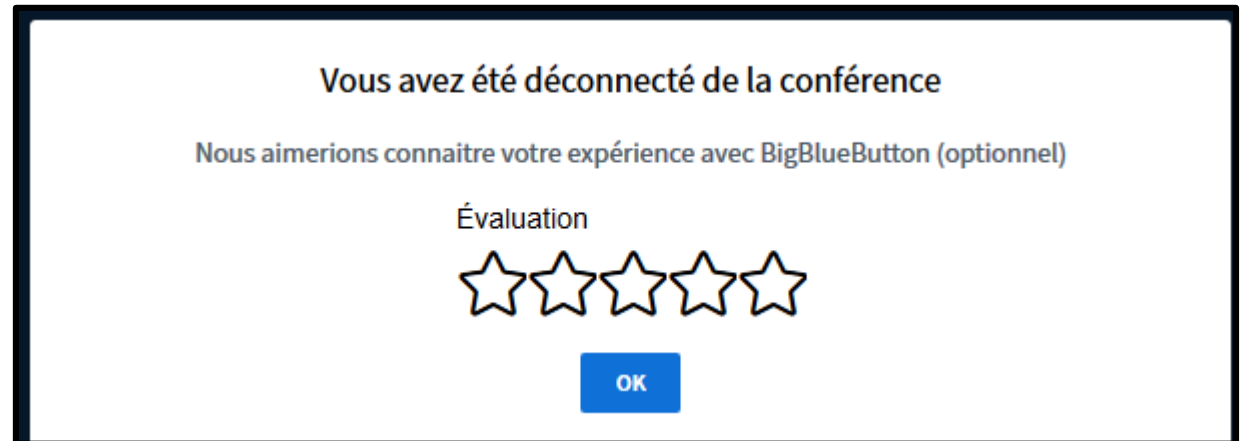 Vous avez été déconnecté de la conférence
Nous aimerions connaitre votre expérience avec BigBlueButton (optionnel)
Évaluation
OK